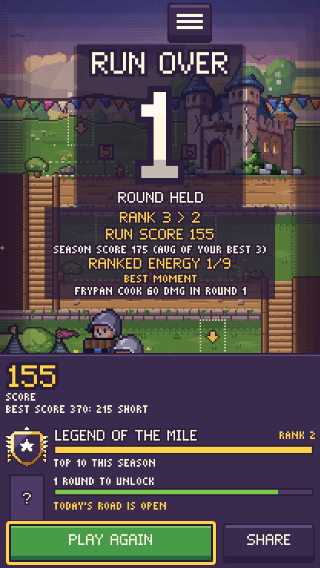 RUN OVER
1
ROUND HELD
RANK 3 > 2
RUN SCORE 155
SEASON SCORE 175 (AVG OF YOUR BEST 3)
RANKED ENERGY 1/9
BEST MOMENT
FRYPAN COOK 60 DMG IN ROUND 1
155
SCORE
BEST SCORE 370: 215 SHORT
LEGEND OF THE MILE
RANK 2
TOP 10 THIS SEASON
?
1 ROUND TO UNLOCK
TODAY'S ROAD IS OPEN
PLAY AGAIN
SHARE